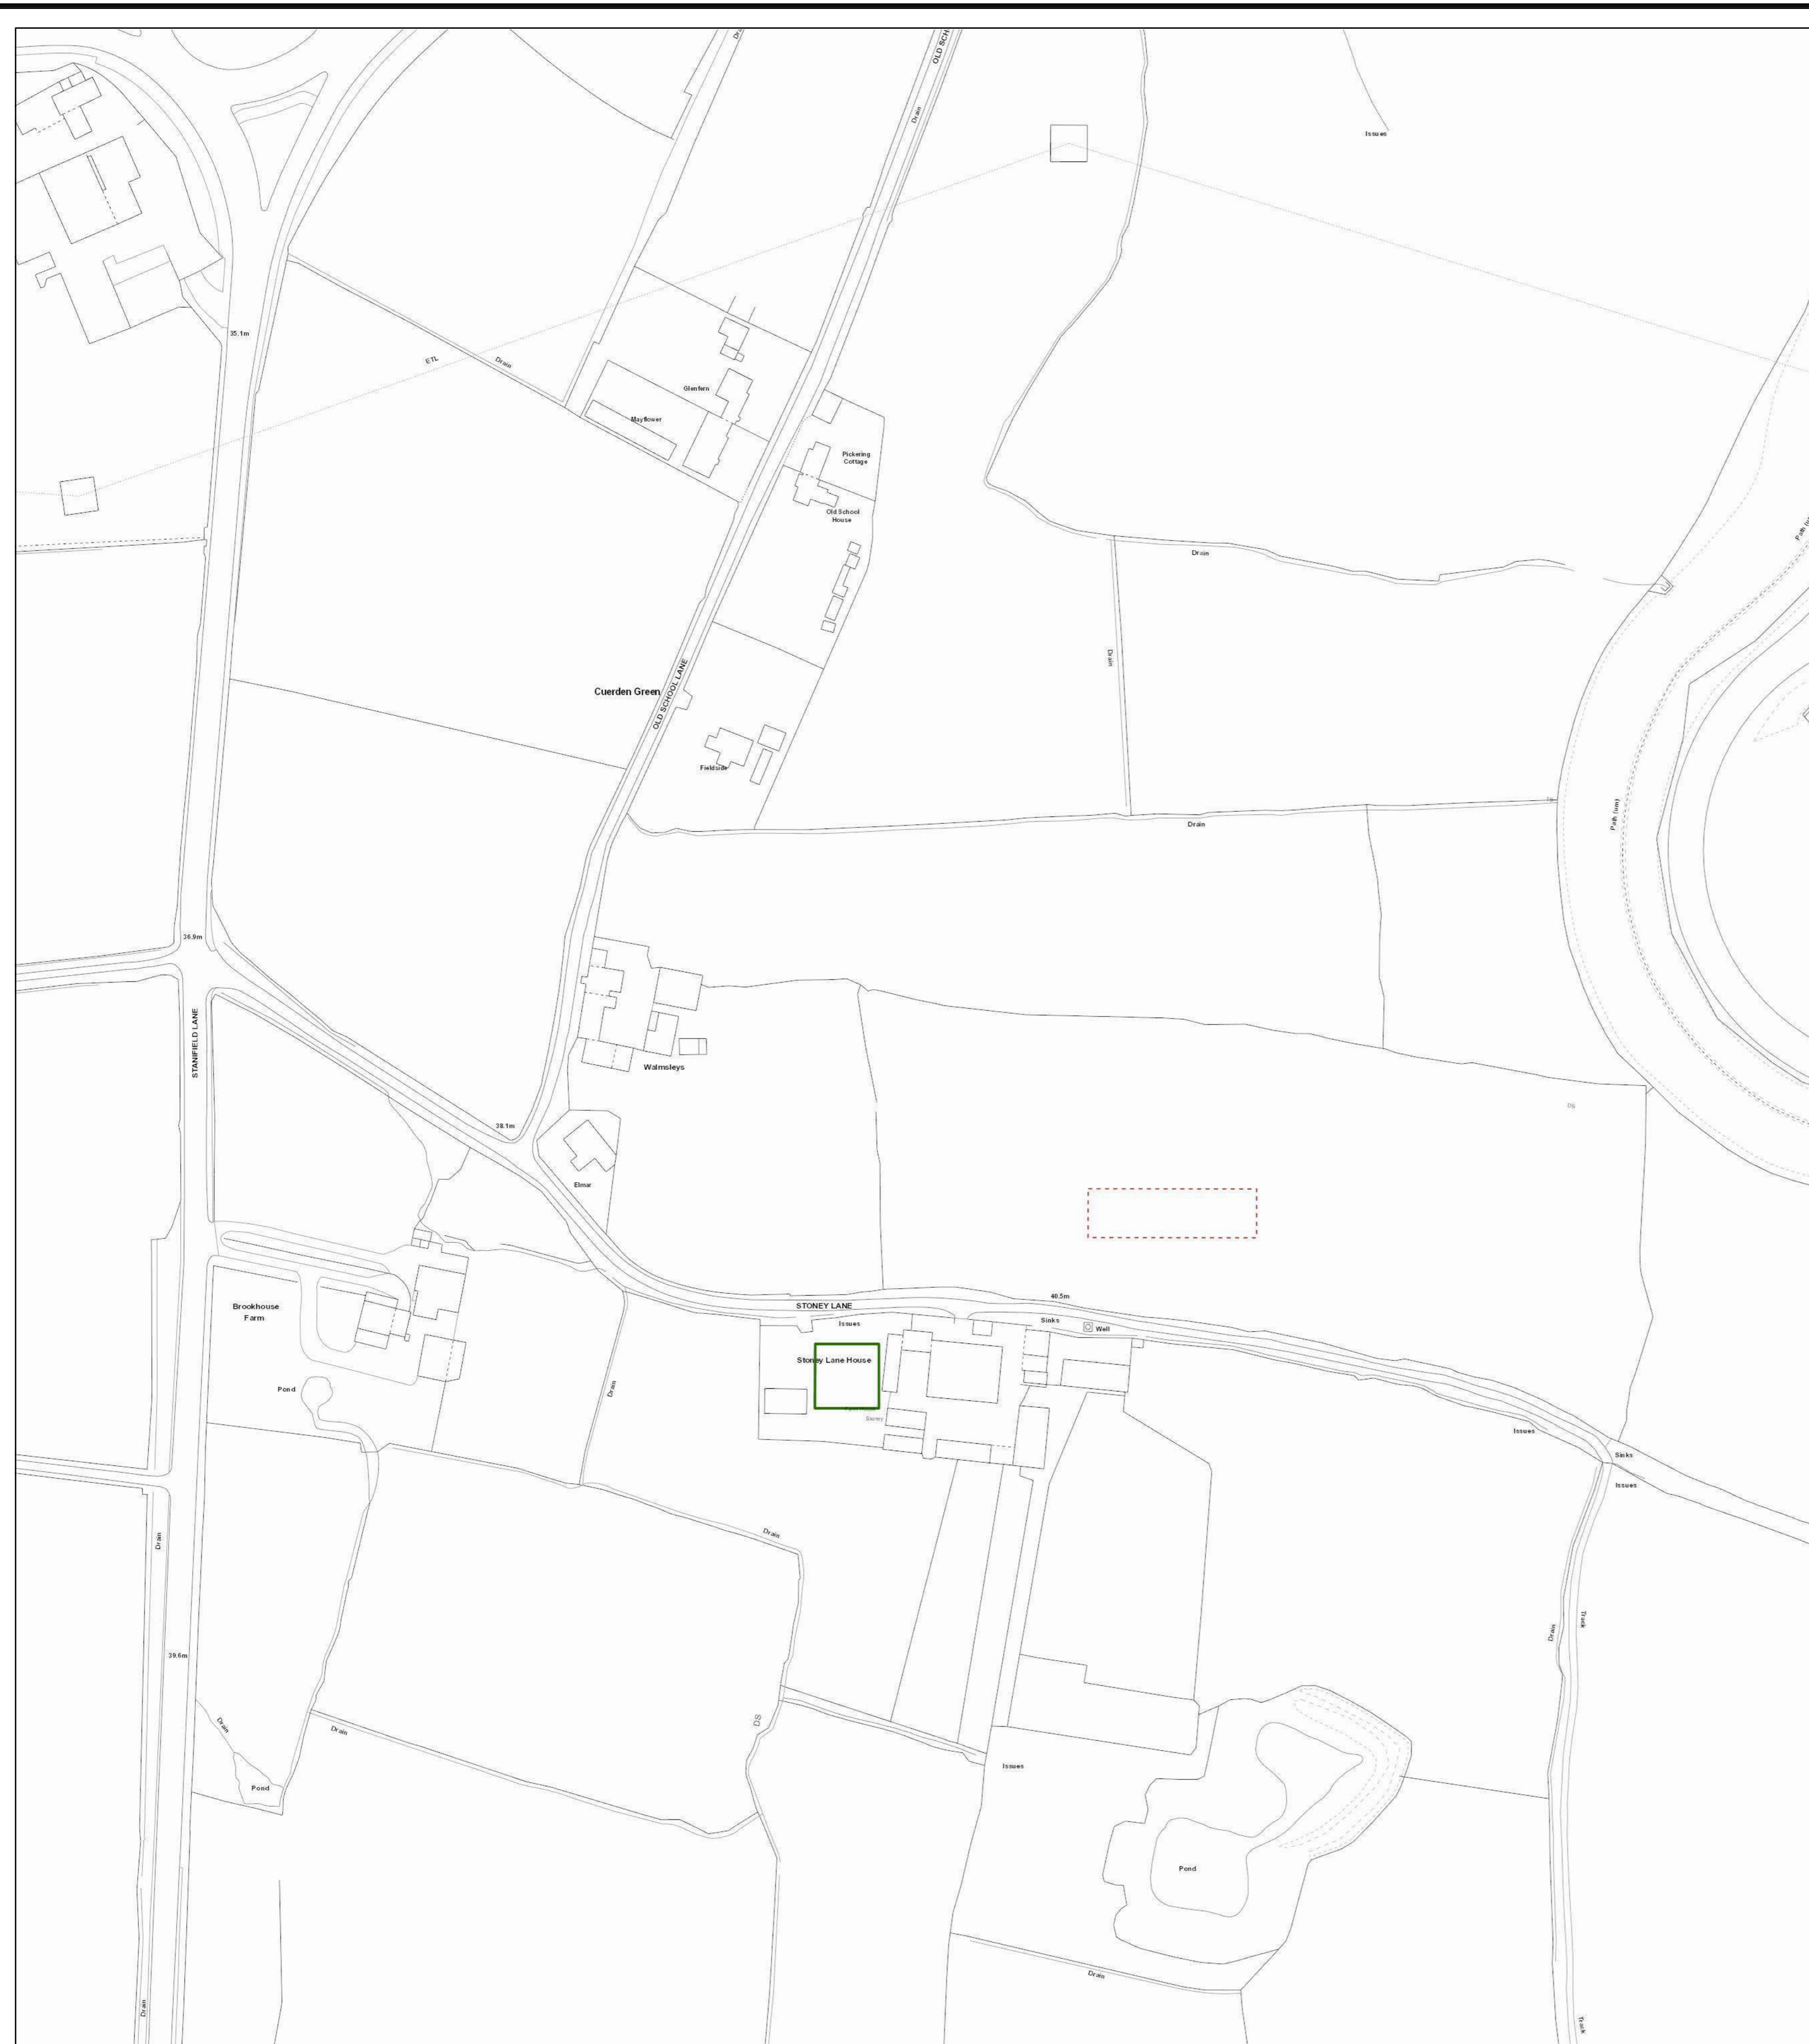 Drain
OLD SCH
Drain
Issues
35.1m
ETL
Drain
Glenfern
Mayflower
Pickering
Cottage
Old School
House
Path
Drain
Drain
Cuerden Green
OLD SCHOOL LANE
Fieldside
Path (um)
Drain
36.9m
STANIFIELD LANE
Walmsleys
38.1m
Elmar
Brookhouse
Farm
STONEY LANE
40.5m
Issues
Sinks
Well
Stoney Lane House
Pond
Drain
Issues
Sinks
Issues
Drain
Drain
Drain
Track
39.6m
Drain
Drain
Pond
Issues
Pond
Drain
Drain
Track